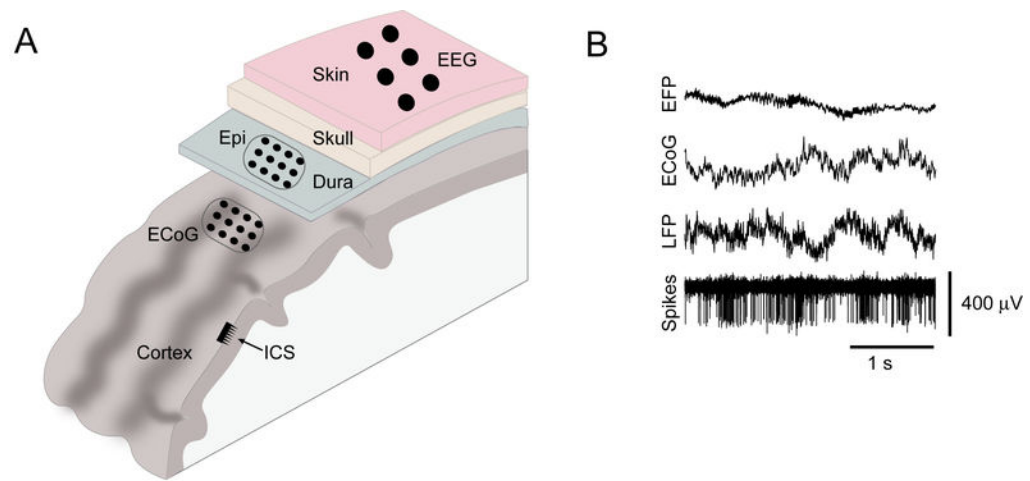 A
Skin
EEG
Epi
Skull
Dura
ECoG
Cortex
ICS
B
EFP
ECoG
LFP
Spikes
400 μV
1 s